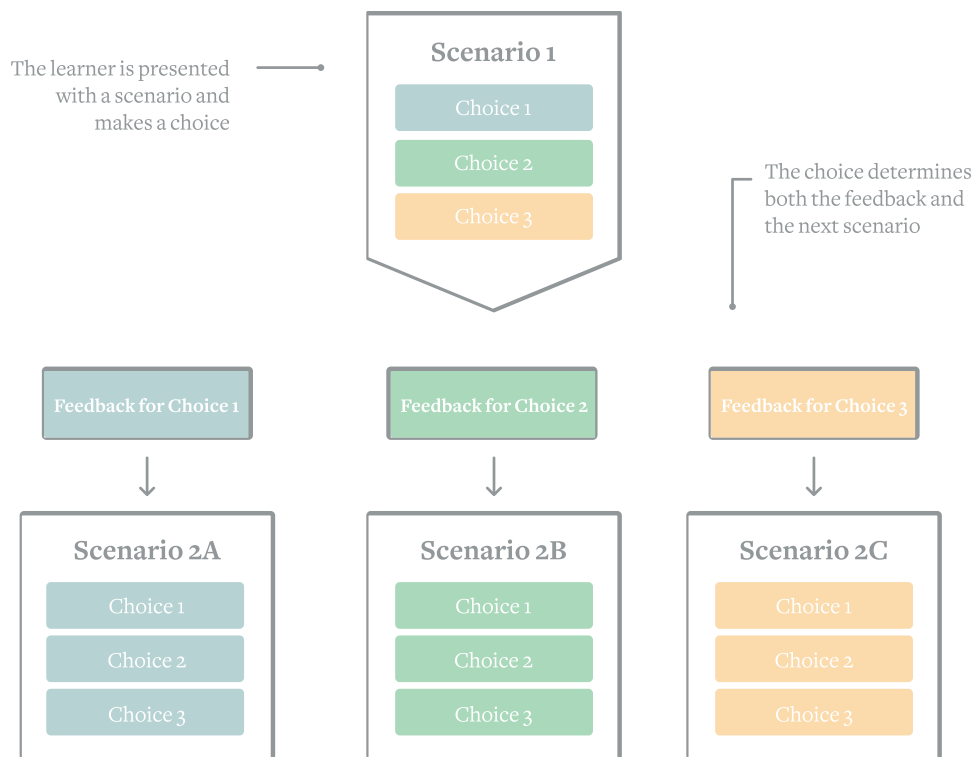 Scenario 1
The learner is presented
with a scenario and
makes a choice
Choice 1
Choice 2
Choice 3
The choice determines
both the feedback and
the next scenario
Feedback for Choice 1
Feedback for Choice 2
Feedback for Choice 3
Scenario 2A
Choice 1
Choice 2
Choice 3
Scenario 2B
Choice 1
Choice 2
Choice 3
Scenario 2C
Choice 1
Choice 2
Choice 3